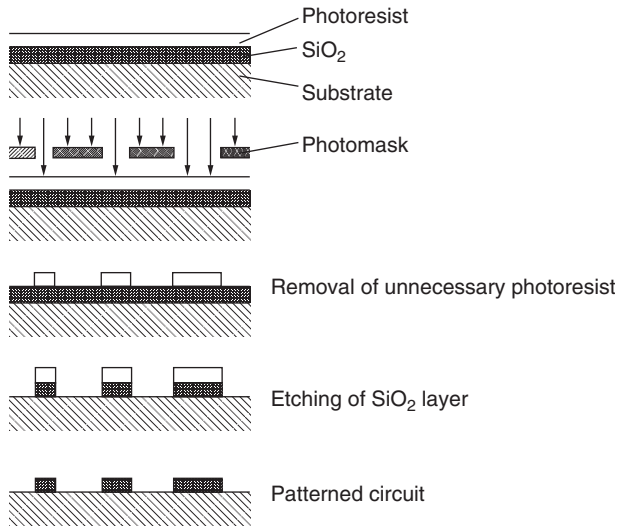 Photoresist
SiO₂
Substrate
Photomask
Removal of unnecessary photoresist
Etching of SiO₂ layer
Patterned circuit